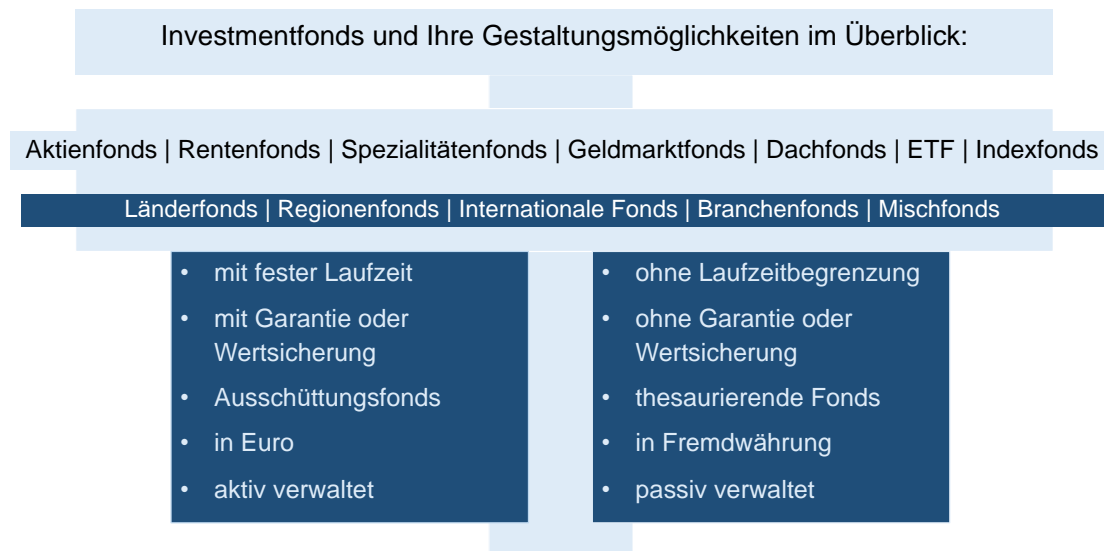 Investmentfonds und Ihre Gestaltungsmöglichkeiten im Überblick:
Aktienfonds | Rentenfonds | Spezialitätenfonds | Geldmarktfonds | Dachfonds | ETF | Indexfonds
Länderfonds | Regionenfonds | Internationale Fonds | Branchenfonds | Mischfonds
• mit fester Laufzeit
• mit Garantie oder
Wertsicherung
• Ausschüttungsfonds
• in Euro
• aktiv verwaltet
• ohne Laufzeitbegrenzung
• ohne Garantie oder
Wertsicherung
• thesaurierende Fonds
• in Fremdwährung
• passiv verwaltet